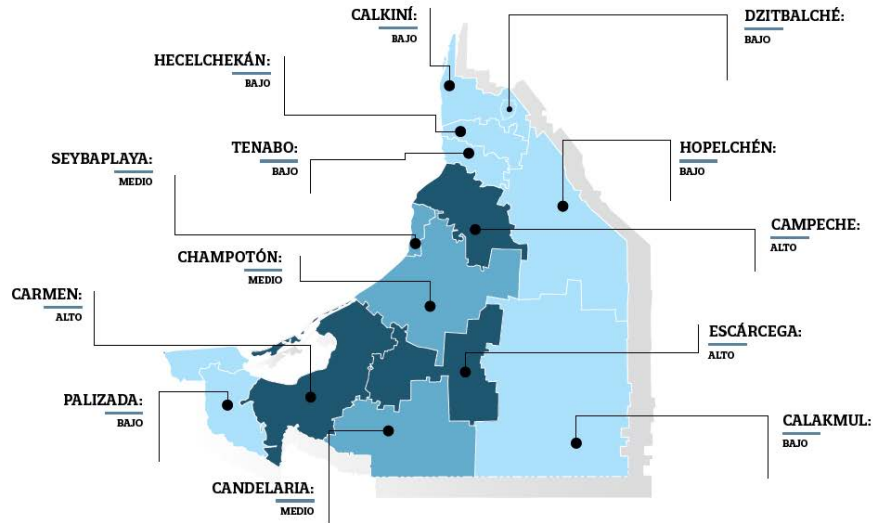 CALKINÍ:
BAJO
DZITBALCHÉ:
BAJO
HECELCHEKÁN:
BAJO
TENABO:
BAJO
HOPELCHÉN:
BAJO
SEYBAPLAYA:
MEDIO
CAMPECHE:
ALTO
CHAMPOTÓN:
MEDIO
CARMEN:
ALTO
ESCÁRCEGA:
ALTO
PALIZADA:
BAJO
CALAKMUL:
BAJO
CANDELARIA:
MEDIO